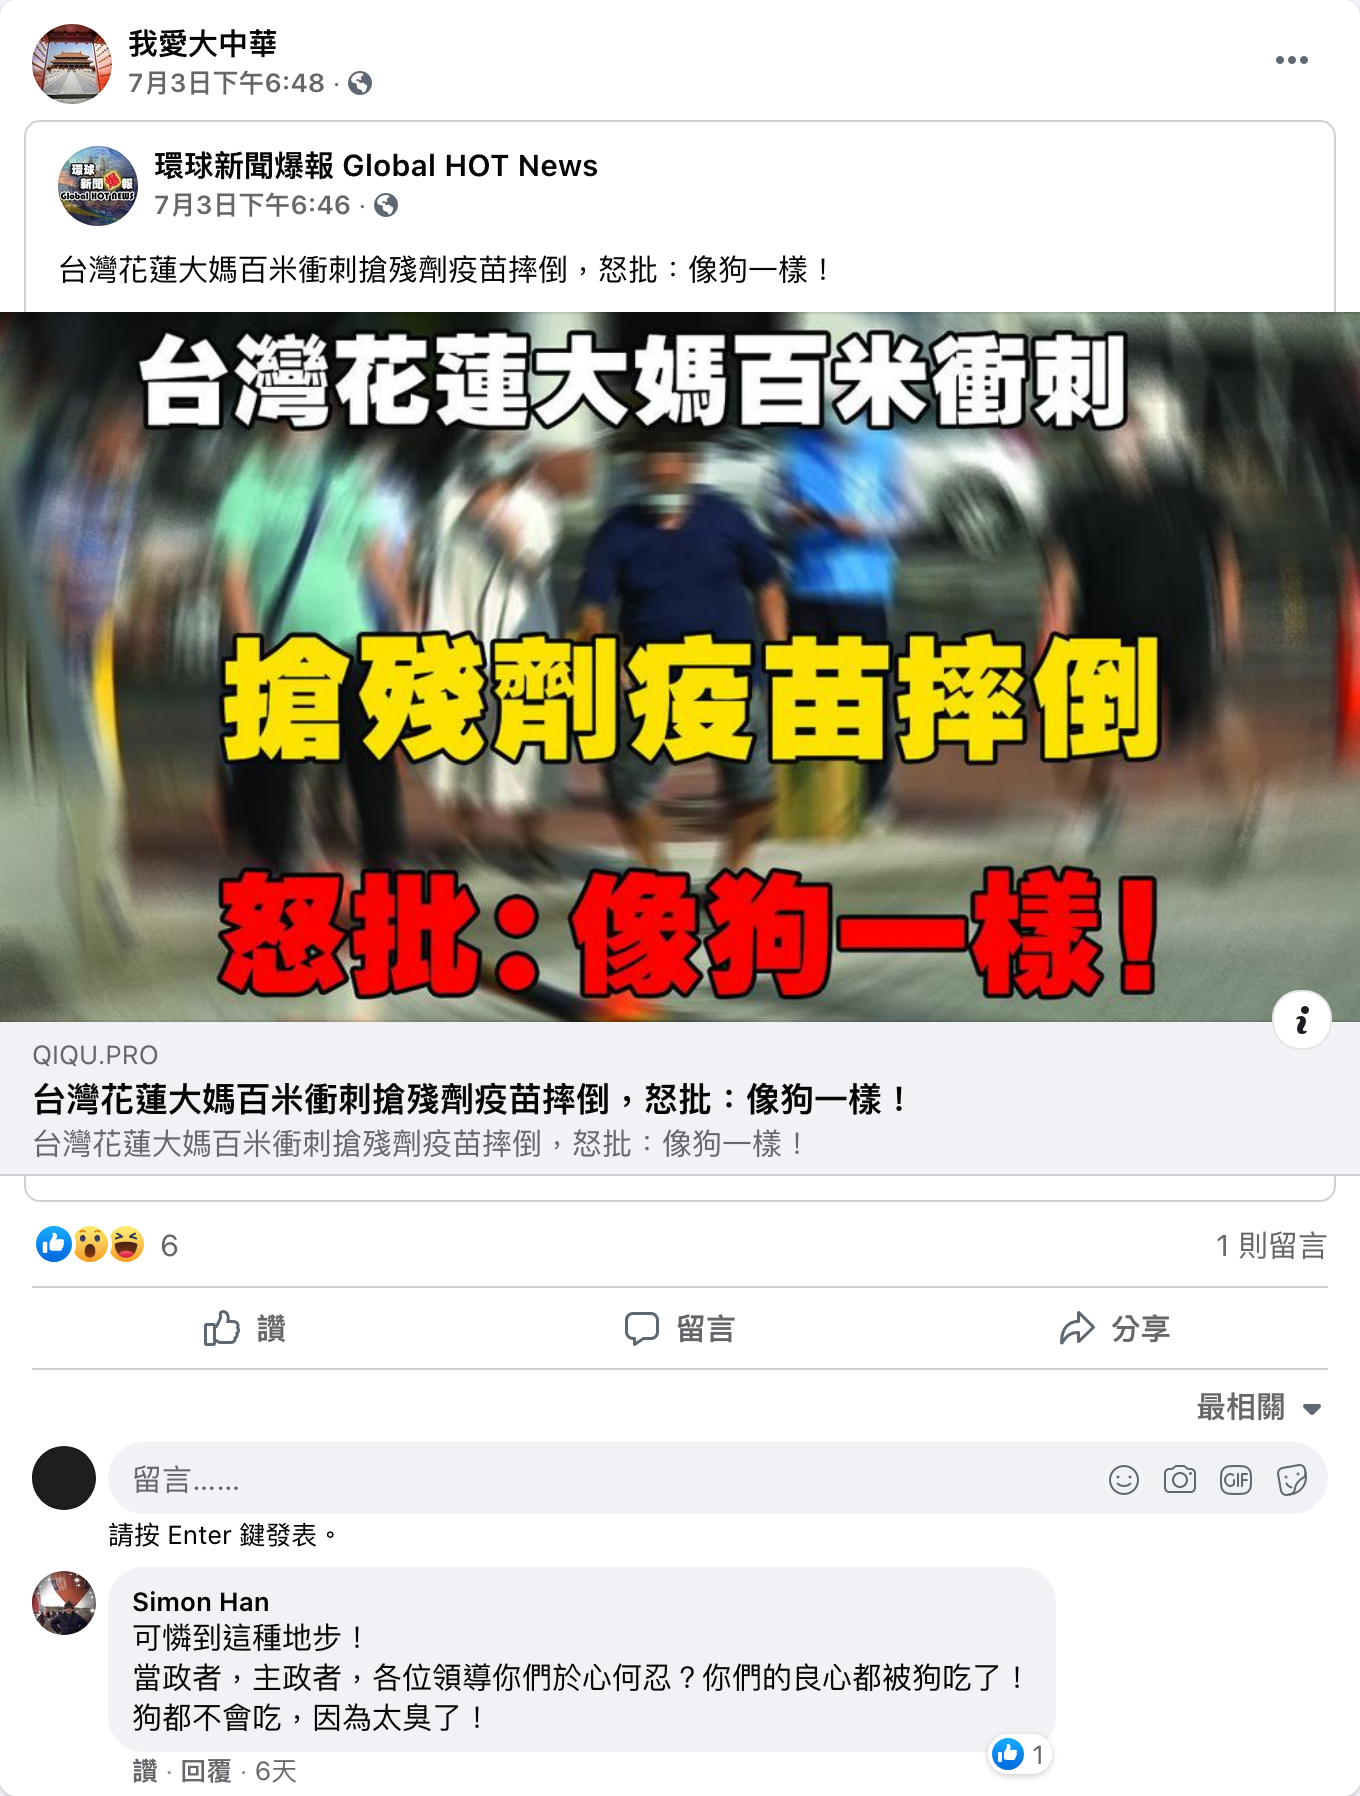 我愛大中華
7月3日下午6:48 ·
環球
新聞爆報
Global HOT NEWS
環球新聞爆報 Global HOT News
7月3日下午6:46 ·
台灣花蓮大媽百米衝刺搶殘劑疫苗摔倒，怒批：像狗一樣！
台灣花蓮大媽百米衝刺
搶殘劑疫苗摔倒
怒批：像狗一樣！
QIQU.PRO
台灣花蓮大媽百米衝刺搶殘劑疫苗摔倒，怒批：像狗一樣！
台灣花蓮大媽百米衝刺搶殘劑疫苗摔倒，怒批：像狗一樣！
6
1 則留言
讚
留言
分享
最相關
留言……
GIF
請按 Enter 鍵發表。
Simon Han
可憐到這種地步！
當政者，主政者，各位領導你們於心何忍？你們的良心都被狗吃了！
狗都不會吃，因為太臭了！
1
讚 · 回覆 · 6天